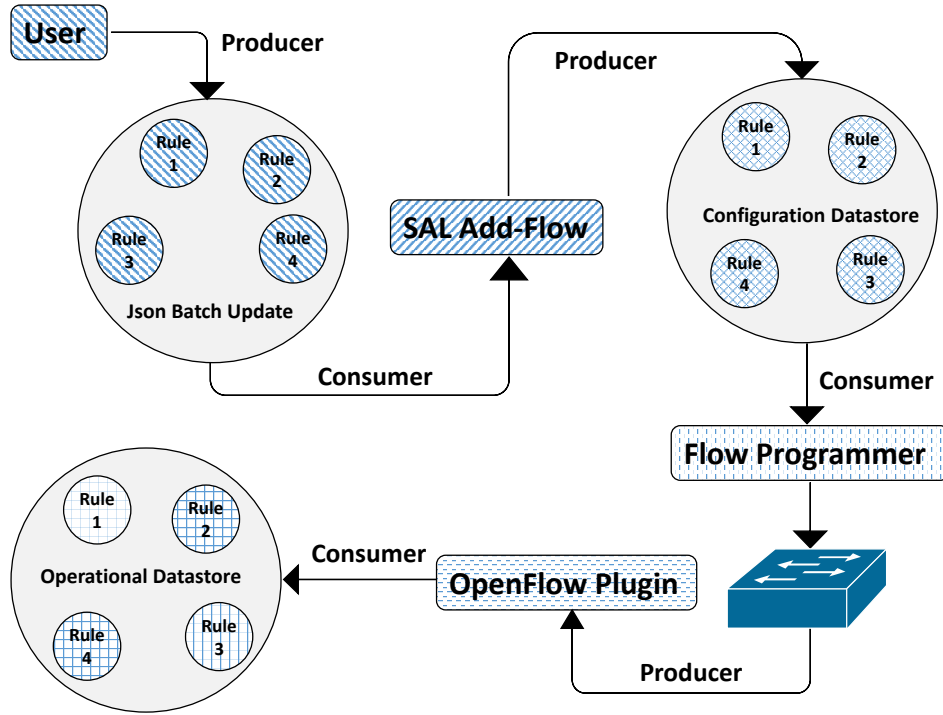 User
Producer
Rule
1
Rule
2
Rule
3
Rule
4
Json Batch Update
Consumer
SAL Add-Flow
Producer
Rule
1
Rule
2
Configuration Datastore
Rule
4
Rule
3
Consumer
Flow Programmer
Producer
OpenFlow Plugin
Consumer
Rule
1
Rule
2
Operational Datastore
Rule
4
Rule
3